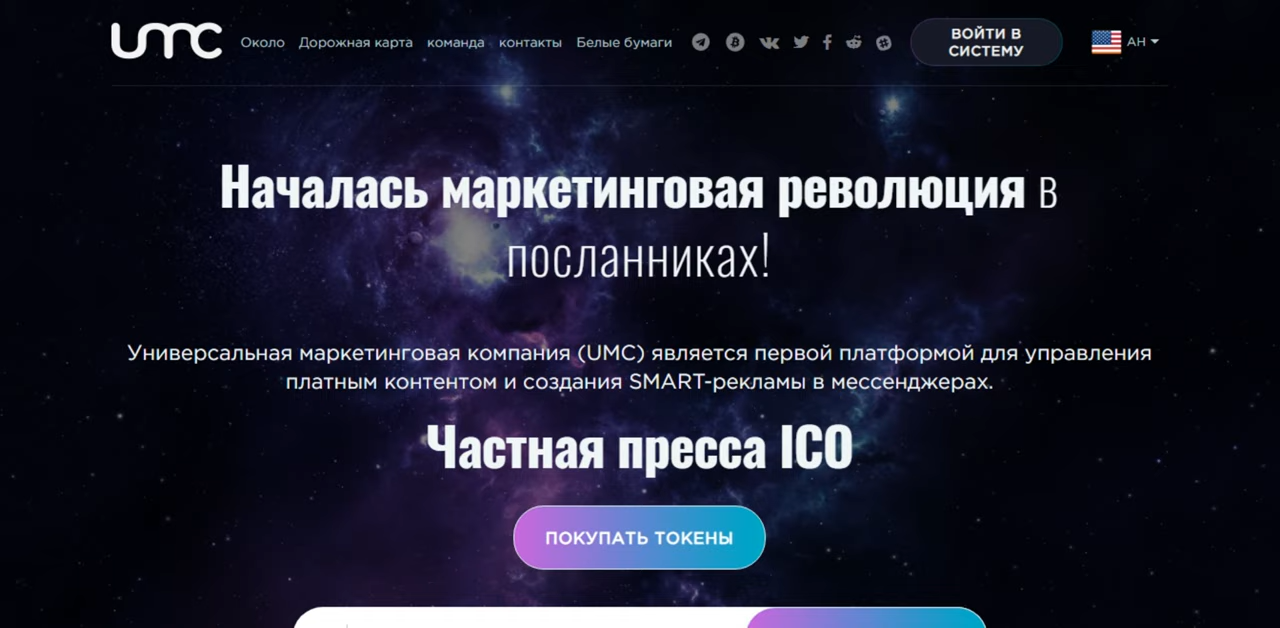 umc
Около Дорожная карта команда контакты Белые бумаги
ВОЙТИ В
СИСТЕМУ
АН
Началась маркетинговая революция в
посланниках!
Универсальная маркетинговая компания (UMC) является первой платформой для управления
платным контентом и создания SMART-рекламы в мессенджерах.
Частная пресса ICO
ПОКУПАТЬ ТОКЕНЫ